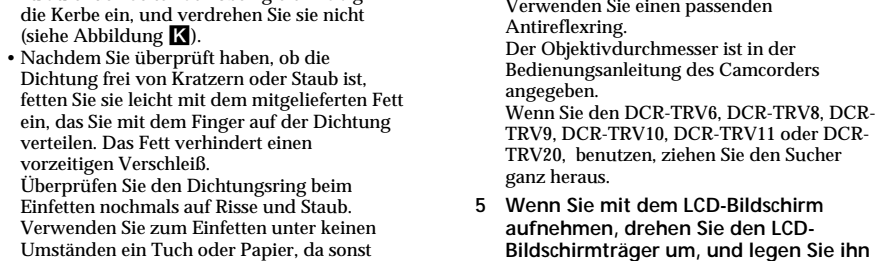 die Kerbe ein, und verdrehen Sie sie nicht
(siehe Abbildung K).
• Nachdem Sie überprüft haben, ob die
Dichtung frei von Kratzern oder Staub ist,
fetten Sie sie leicht mit dem mitgelieferten Fett
ein, das Sie mit dem Finger auf der Dichtung
verteilen. Das Fett verhindert einen
vorzeitigen Verschleiß.
Überprüfen Sie den Dichtungsring beim
Einfetten nochmals auf Risse und Staub.
Verwenden Sie zum Einfetten unter keinen
Umständen ein Tuch oder Papier, da sonst
Verwenden Sie einen passenden
Antireflexring.
Der Objektivdurchmesser ist in der
Bedienungsanleitung des Camcorders
angegeben.
Wenn Sie den DCR-TRV6, DCR-TRV8, DCR-
TRV9, DCR-TRV10, DCR-TRV11 oder DCR-
TRV20, benutzen, ziehen Sie den Sucher
ganz heraus.
5 Wenn Sie mit dem LCD-Bildschirm
aufnehmen, drehen Sie den LCD-
Bildschirmträger um, und legen Sie ihn